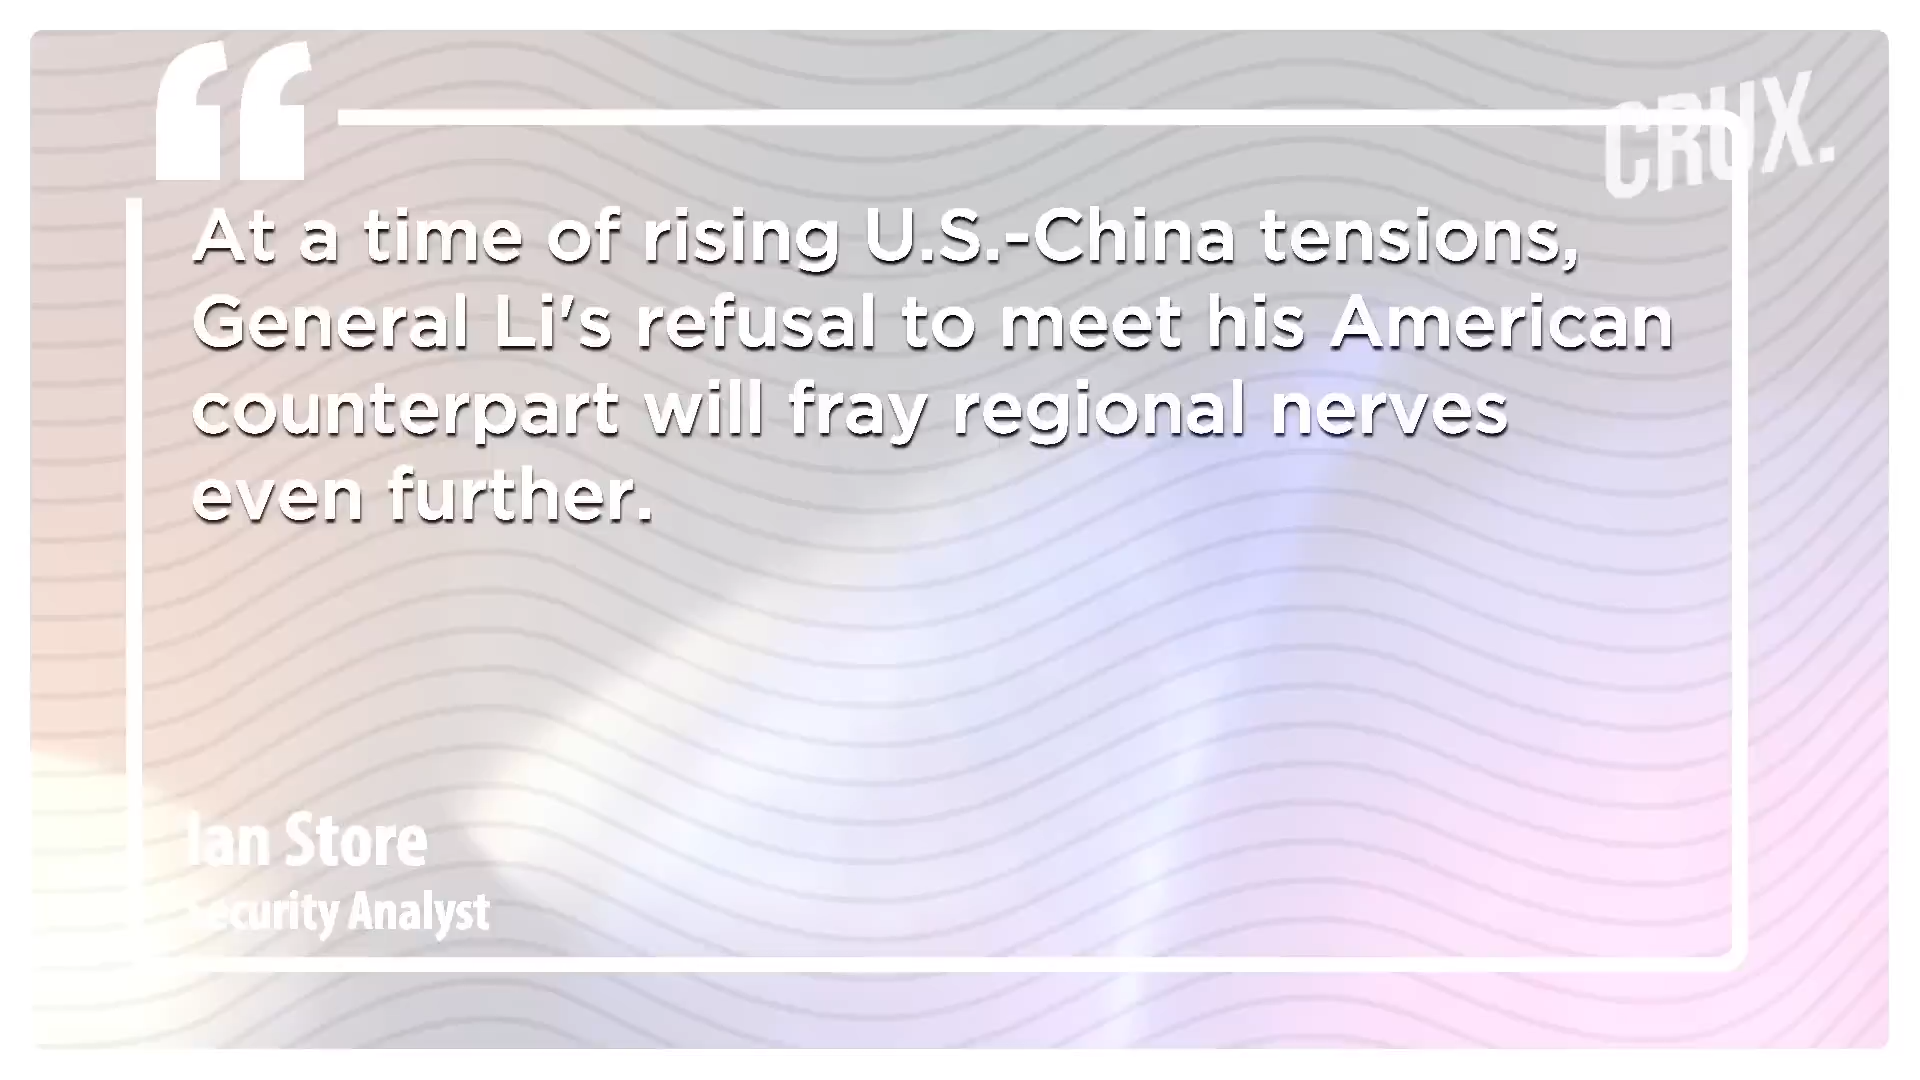 CRUX.
At a time of rising U.S.-China tensions,
General Li's refusal to meet his American
counterpart will fray regional nerves
even further.
Ian Store
Security Analyst